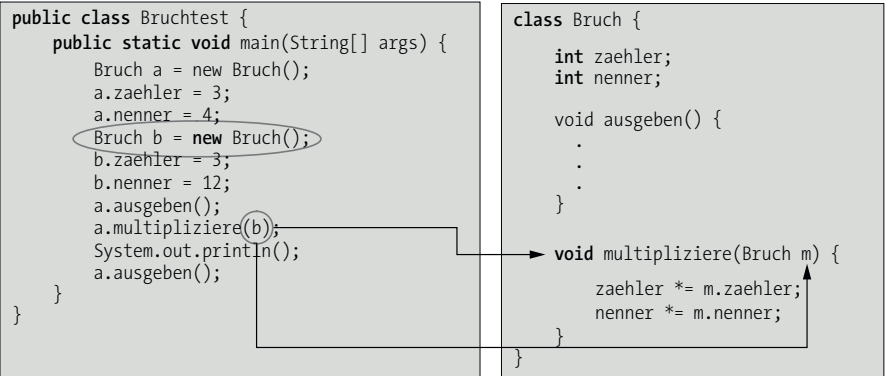 public class Bruchtest {
public static void main(String[] args) {
Bruch a = new Bruch();
a.zaehler = 3;
a.nenner = 4;
Bruch b = new Bruch();
b.zaehler = 3;
b.nenner = 12;
a.ausgeben();
a.multipliziere(b);
System.out.println();
a.ausgeben();
}
}
class Bruch {
int zaehler;
int nenner;
void ausgeben() {
.
.
.
}
void multipliziere(Bruch m) {
zaehler *= m.zaehler;
nenner *= m.nenner;
}
}